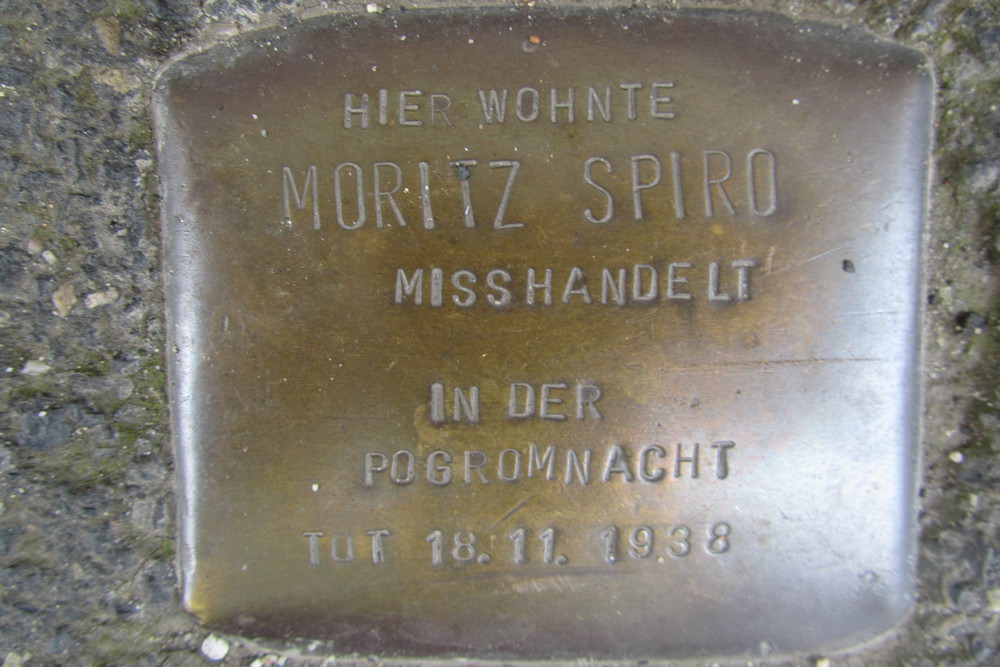 HIER WOHNTE
MORITZ SPIRO
MISSHANDELT
IN DER
POGROMNACHT
TOT 18. 11. 1938